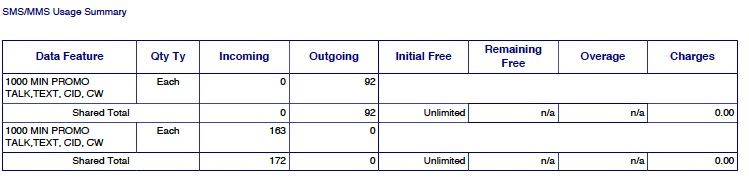 SMS/MMS Usage Summary
Data Feature Qty Ty Incoming Outgoing Initial Free Remaining Free Overage Charges
1000 MIN PROMO Each 0 92
TALK,TEXT, CID, CW
Shared Total 0 92 Unlimited n/a n/a 0.00
1000 MIN PROMO Each 163 0
TALK,TEXT, CID, CW
Shared Total 172 0 Unlimited n/a n/a 0.00